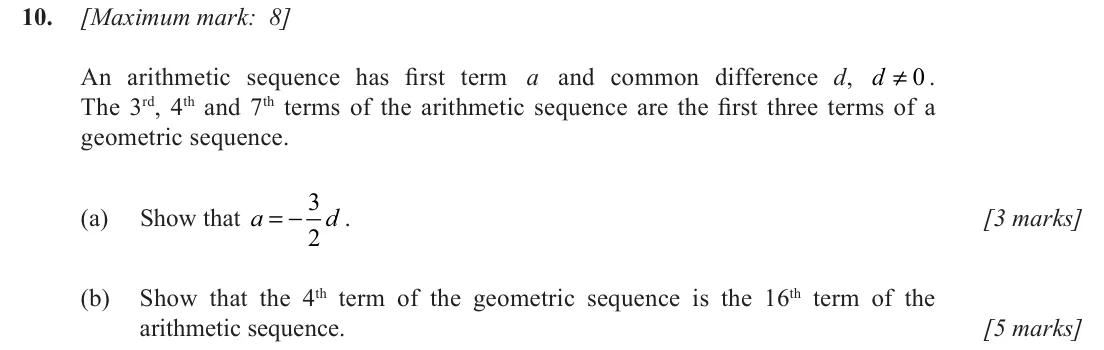 10. [Maximum mark: 8]
An arithmetic sequence has first term a and common difference d, d ≠ 0.
The 3rd, 4th and 7th terms of the arithmetic sequence are the first three terms of a
geometric sequence.
(a) Show that a = −3/2 d. [3 marks]
(b) Show that the 4th term of the geometric sequence is the 16th term of the
arithmetic sequence. [5 marks]